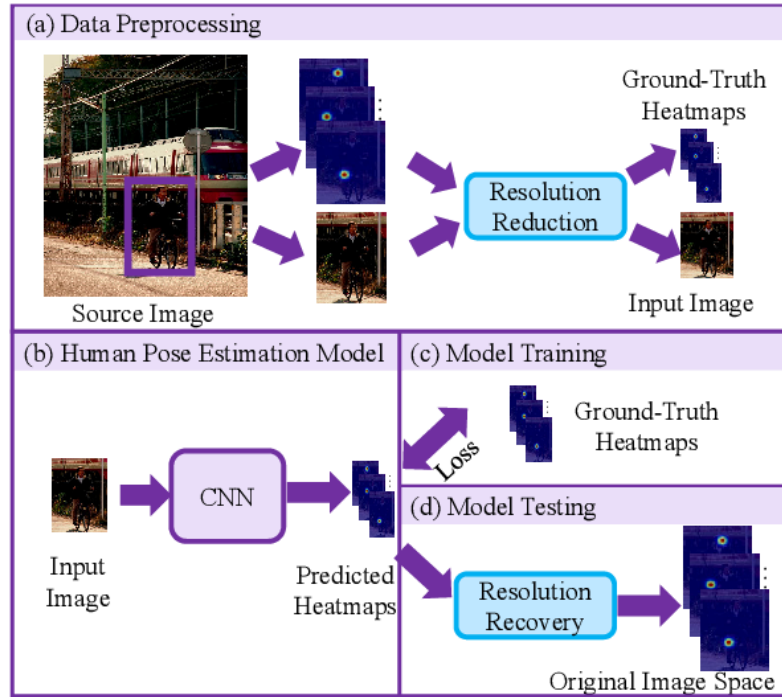 (a) Data Preprocessing
Ground-Truth
Heatmaps
Resolution
Reduction
Source Image
Input Image
(b) Human Pose Estimation Model
CNN
Input
Image
Predicted
Heatmaps
(c) Model Training
Loss
Ground-Truth
Heatmaps
(d) Model Testing
Resolution
Recovery
Original Image Space